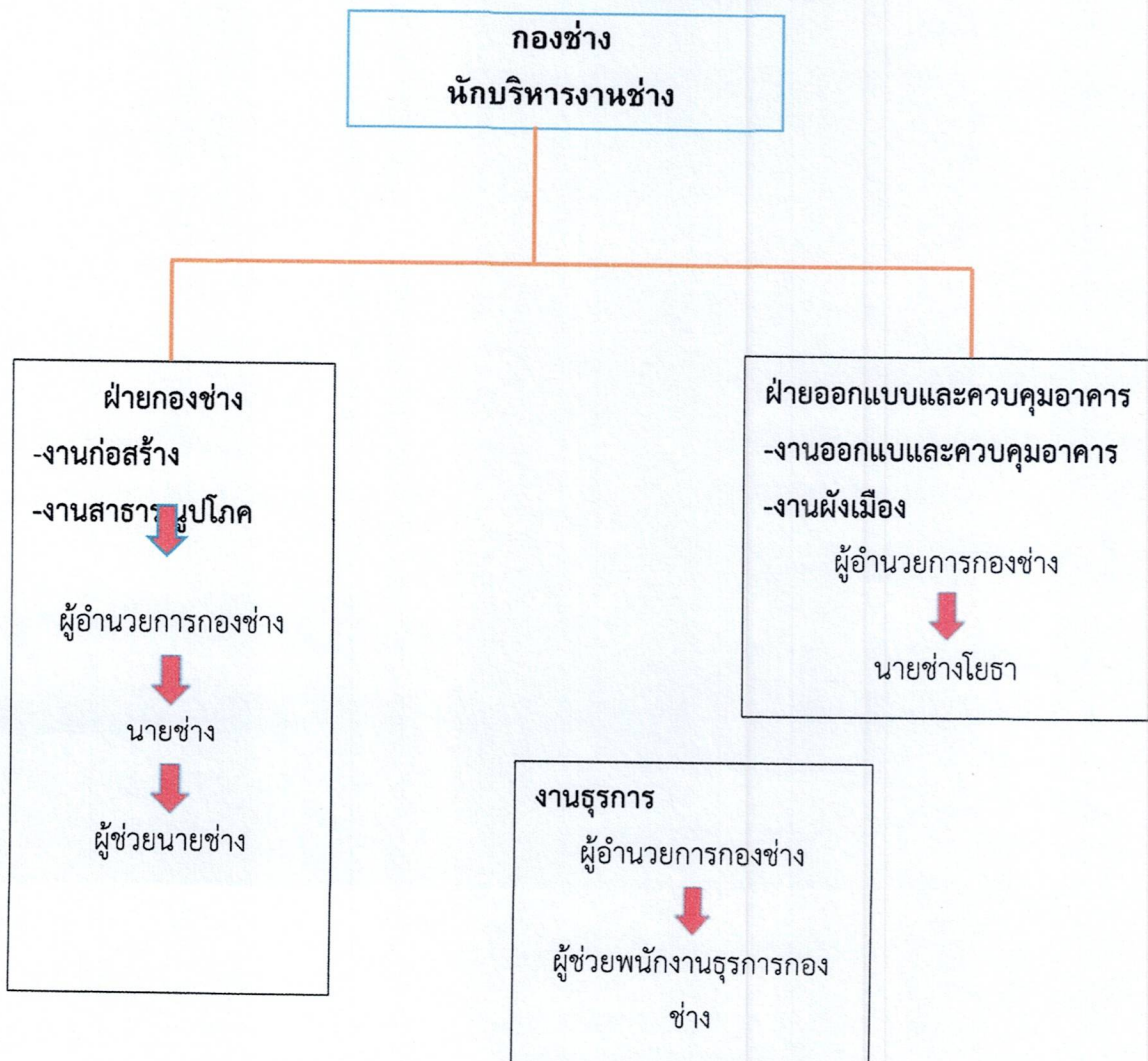 กองช่าง
นักบริหารงานช่าง
ฝ่ายกองช่าง
-งานก่อสร้าง
-งานสาธารณูปโภค
ผู้อำนวยการกองช่าง
นายช่าง
ผู้ช่วยนายช่าง
ฝ่ายออกแบบและควบคุมอาคาร
-งานออกแบและควบคุมอาคาร
-งานผังเมือง
ผู้อำนวยการกองช่าง
นายช่างโยธา
งานธุรการ
ผู้อำนวยการกองช่าง
ผู้ช่วยพนักงานธุรการกอง
ช่าง